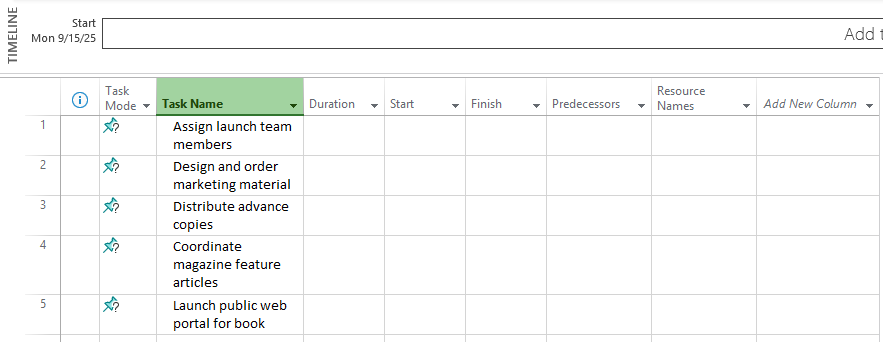 TIMELINE
Start
Mon 9/15/25
Add t
Task
Mode
Task Name
Duration
Start
Finish
Predecessors
Resource
Names
Add New Column
1
Assign launch team
members
2
Design and order
marketing material
3
Distribute advance
copies
4
Coordinate
magazine feature
articles
5
Launch public web
portal for book